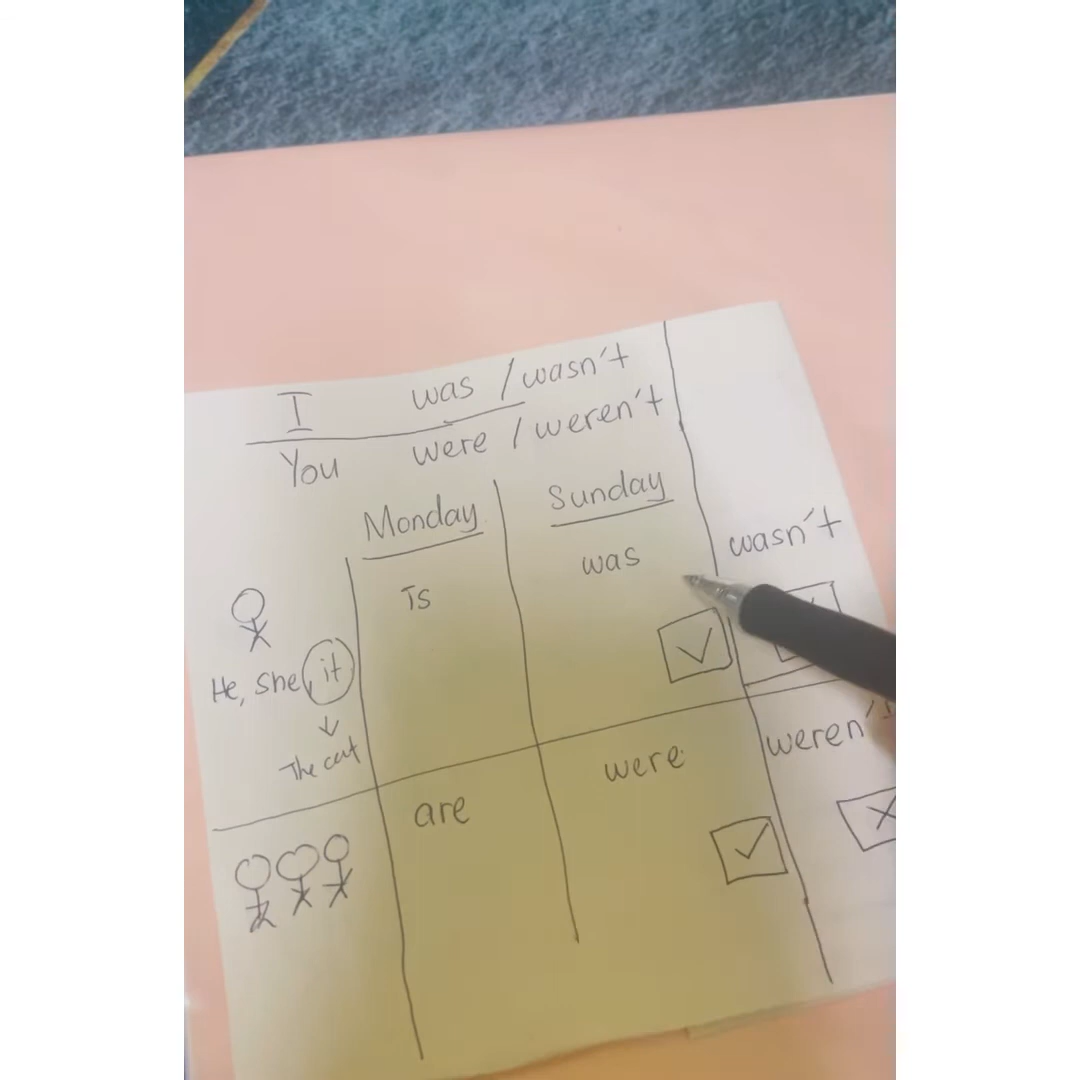 I was / wasn't
You were / weren't
Monday Sunday
Is was wasn't
He, She, it
The cat
are were weren't